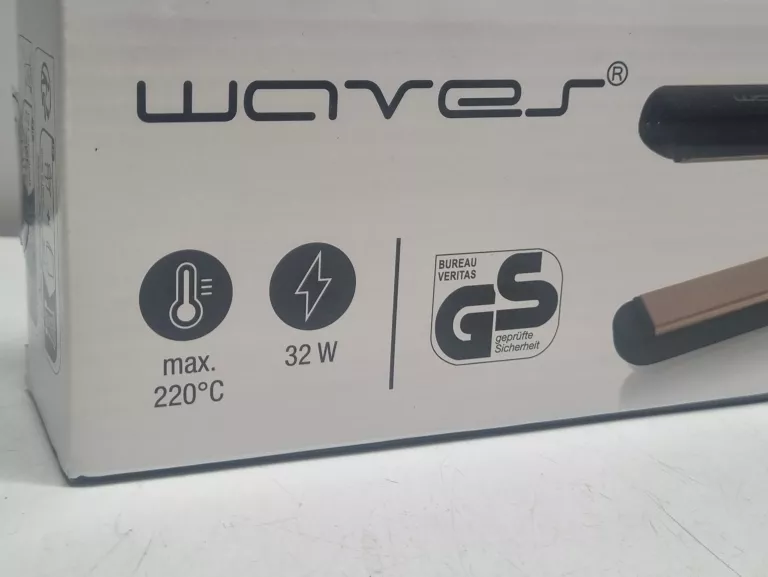 waves®
max.
220°C
32 W
BUREAU
VERITAS
GS
geprüfte
Sicherheit